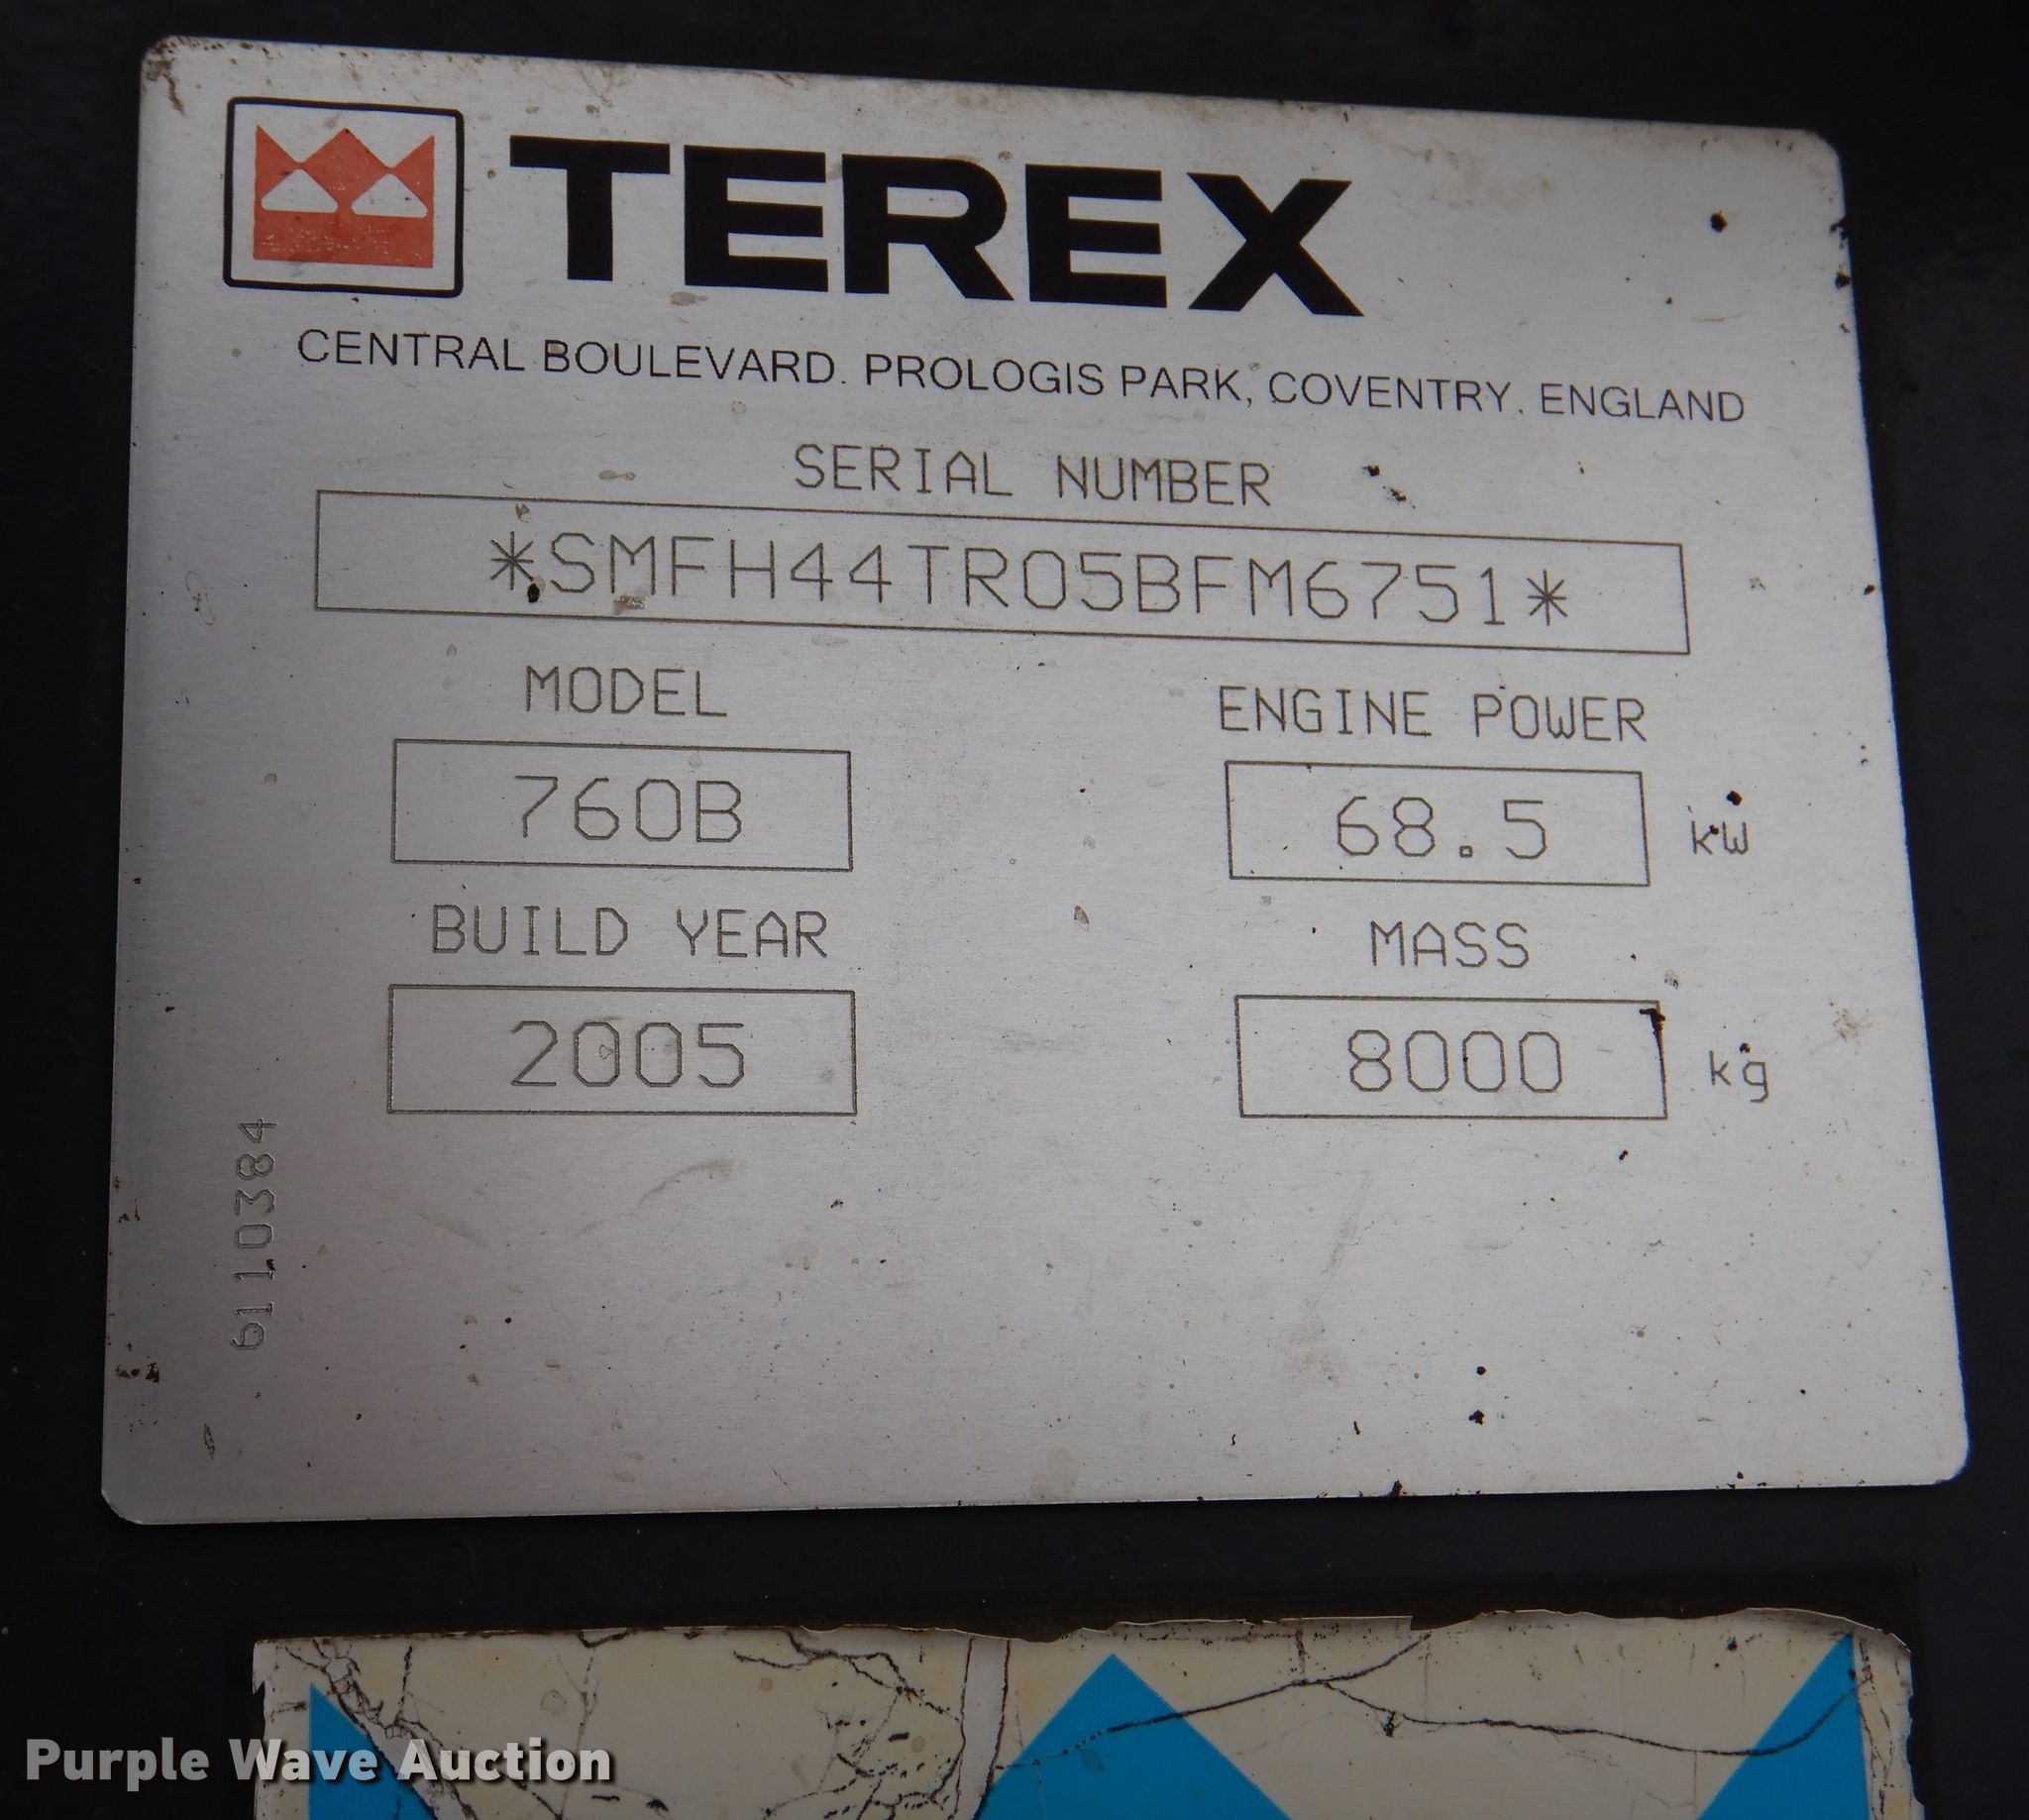 TEREX
CENTRAL BOULEVARD. PROLOGIS PARK, COVENTRY. ENGLAND
SERIAL NUMBER
*SMFH44TR05BFM6751*
MODEL
ENGINE POWER
760B
68.5 kW
BUILD YEAR
MASS
2005
8000 kg
6110384
Purple Wave Auction